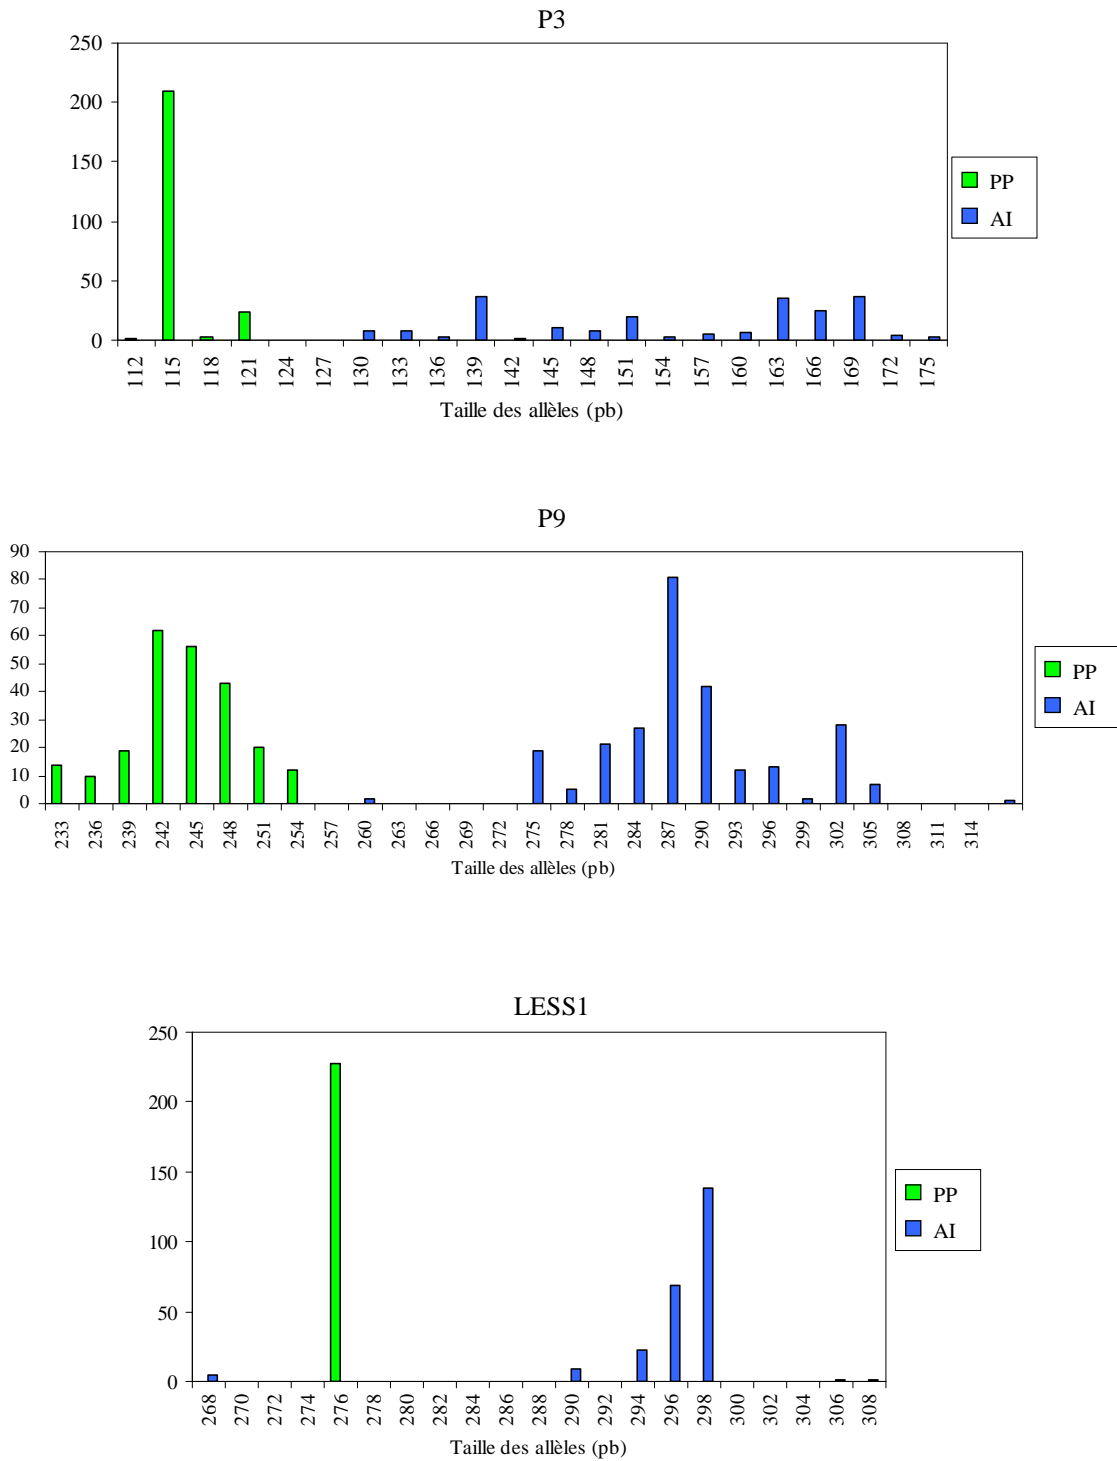 P3
250
200
150
100
50
0
112 115 118 121 124 127 130 133 136 139 142 145 148 151 154 157 160 163 166 169 172 175
Taille des allèles (pb)
PP
AI
P9
90
80
70
60
50
40
30
20
10
0
233 236 239 242 245 248 251 254 257 260 263 266 269 272 275 278 281 284 287 290 293 296 299 302 305 308 311 314
Taille des allèles (pb)
PP
AI
LESS1
250
200
150
100
50
0
268 270 272 274 276 278 280 282 284 286 288 290 292 294 296 298 300 302 304 306 308
Taille des allèles (pb)
PP
AI